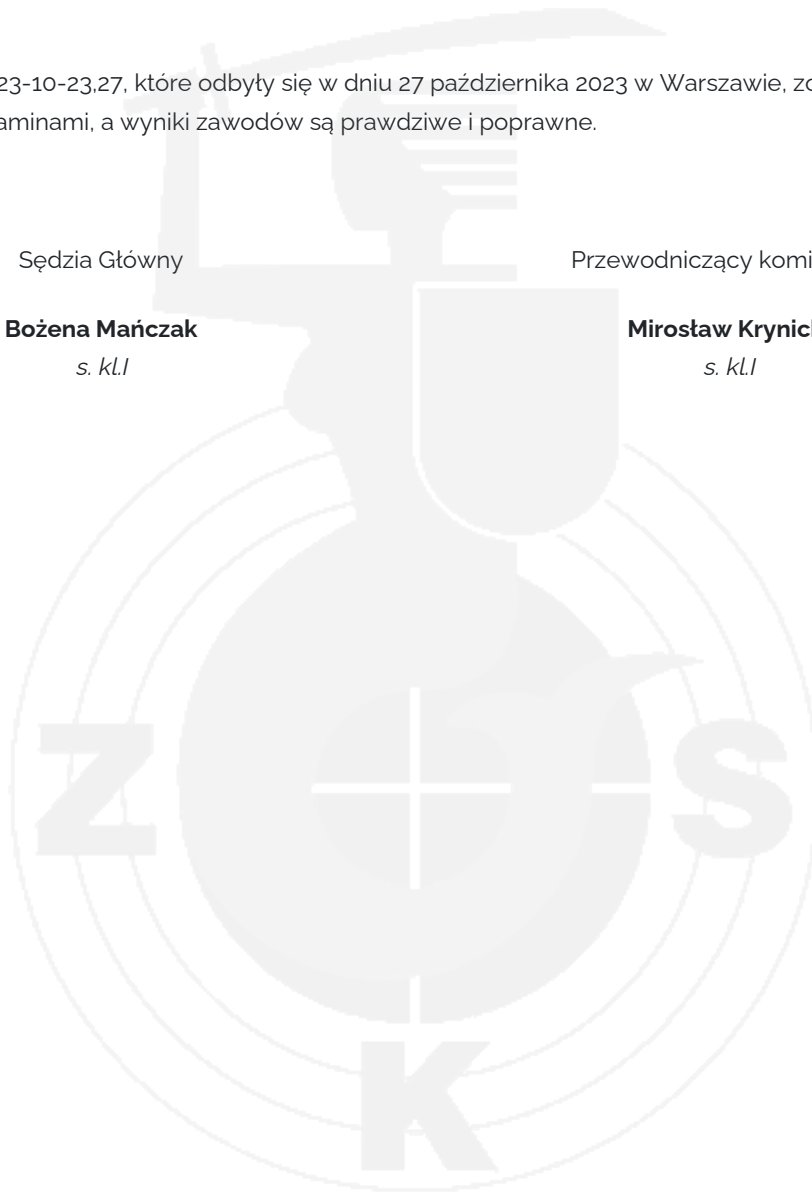 23-10-23,27, które odbyły się w dniu 27 października 2023 w Warszawie, zo
aminami, a wyniki zawodów są prawdziwe i poprawne.
Sędzia Główny
Przewodniczący komi
Bożena Mańczak
Mirosław Krynic
s. kl.I
s. kl.I
Z S
K